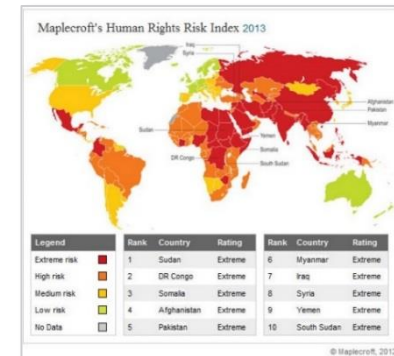 Maplecroft's Human Rights Risk Index 2013
Iraq
Syria
Afghanistan
Pakistan
Myanmar
Sudan
Yemen
Somalia
DR Congo
South Sudan
Legend
Extreme risk
High risk
Medium risk
Low risk
No Data
Rank Country Rating
1 Sudan Extreme
2 DR Congo Extreme
3 Somalia Extreme
4 Afghanistan Extreme
5 Pakistan Extreme
Rank Country Rating
6 Myanmar Extreme
7 Iraq Extreme
8 Syria Extreme
9 Yemen Extreme
10 South Sudan Extreme
© Maplecroft, 2012